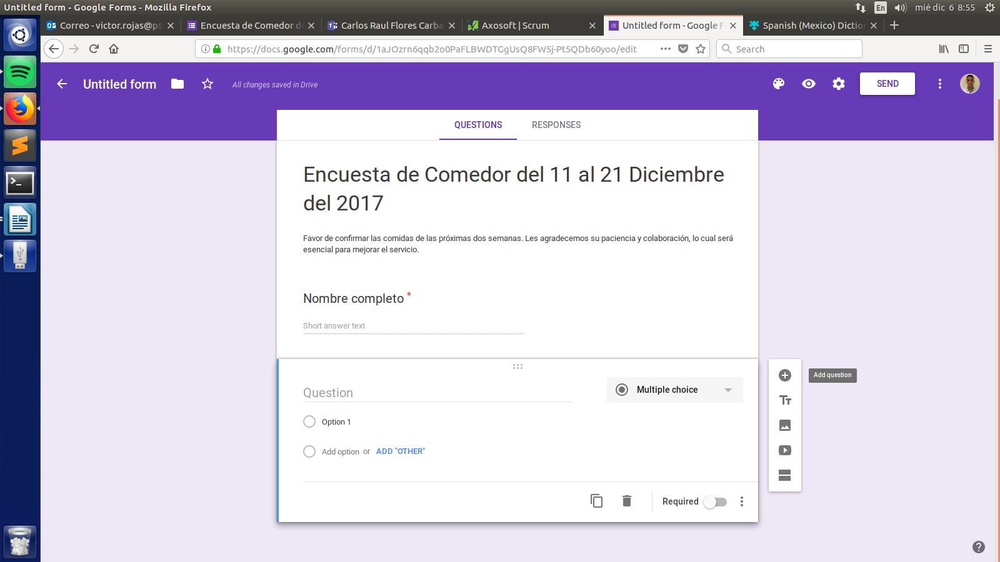 Untitled form - Google Forms - Mozilla Firefox
En
mié dic 6 8:55
Correo - victor.rojas@ps
Encuesta de Comedor de
Carlos Raul Flores Carba
Axosoft | Scrum
Untitled form - Google F
Spanish (Mexico) Diction
https://docs.google.com/forms/d/1aJOzrn6qqb2o0PaFLBWDTGgUsQ8FW5j-Pt5QDb60yoo/edit
Search
Untitled form
All changes saved in Drive
SEND
QUESTIONS
RESPONSES
Encuesta de Comedor del 11 al 21 Diciembre
del 2017
Favor de confirmar las comidas de las próximas dos semanas. Les agradecemos su paciencia y colaboración, lo cual será
esencial para mejorar el servicio.
Nombre completo *
Short answer text
Question
Multiple choice
Add question
Option 1
Add option or ADD "OTHER"
Required